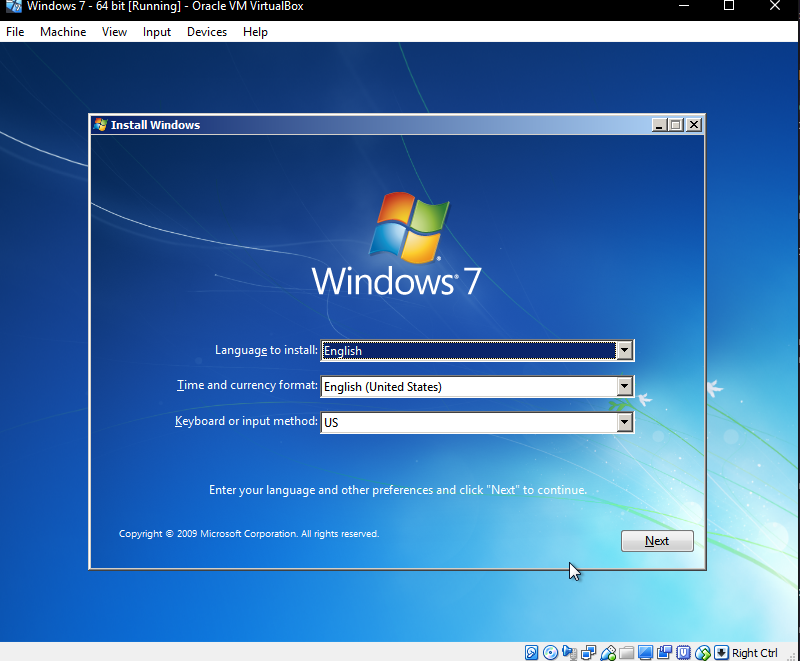 Windows 7 - 64 bit [Running] - Oracle VM VirtualBox
File Machine View Input Devices Help
Install Windows
Windows® 7
Language to install: English
Time and currency format: English (United States)
Keyboard or input method: US
Enter your language and other preferences and click "Next" to continue.
Copyright © 2009 Microsoft Corporation. All rights reserved.
Next
Right Ctrl